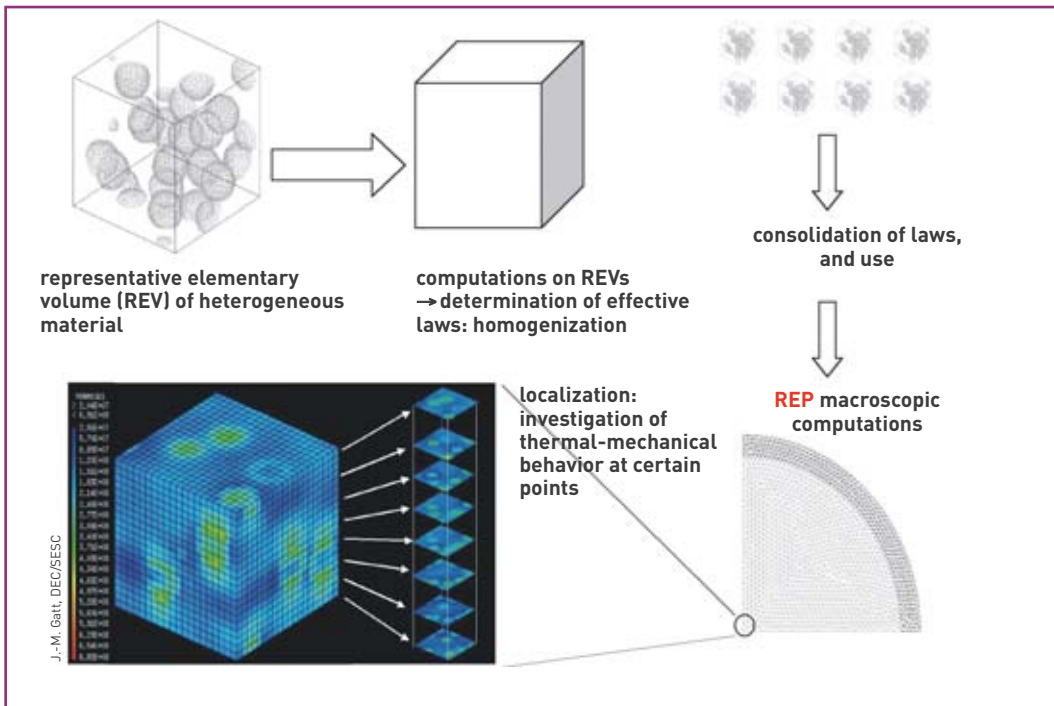 representative elementary
volume (REV) of heterogeneous
material
computations on REVs
→ determination of effective
laws: homogenization
consolidation of laws,
and use
REP macroscopic
computations
localization:
investigation of
thermal-mechanical
behavior at certain
points
J.-M. Gatt, DEC/SESC